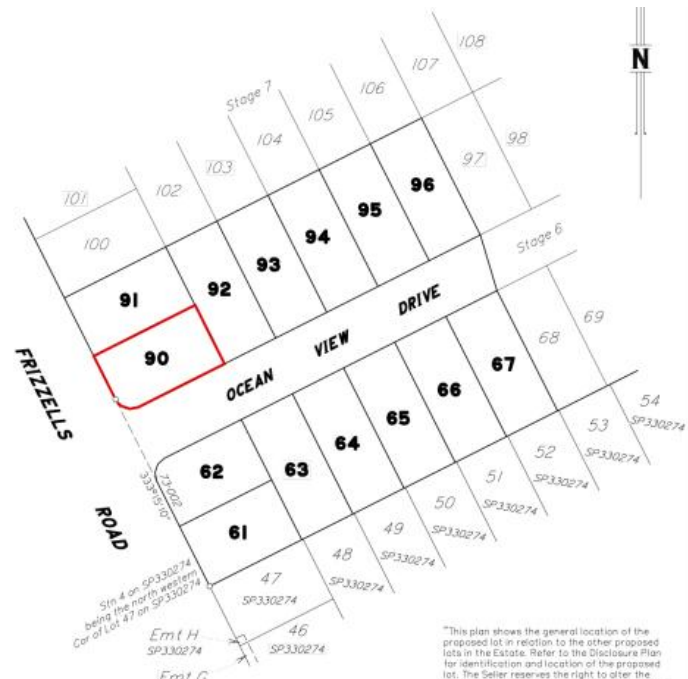 N
108
107
106
105
104
103
102
101
100
Stage 7
98
97
96
95
94
93
92
91
90
Stage 6
OCEAN VIEW DRIVE
FRIZZELLS
ROAD
69
68
67
66
65
64
63
62
61
73·002
333°15'10"
54
SP330274
53
SP330274
52
SP330274
51
SP330274
50
SP330274
49
SP330274
48
SP330274
47
SP330274
46
SP330274
Stn 4 on SP330274
being the north western
Cor of Lot 47 on SP330274
Emt H
SP330274
Emt G
"This plan shows the general location of the
proposed lot in relation to the other proposed
lots in the Estate. Refer to the Disclosure Plan
for identification and location of the proposed
lot. The Seller reserves the right to alter the